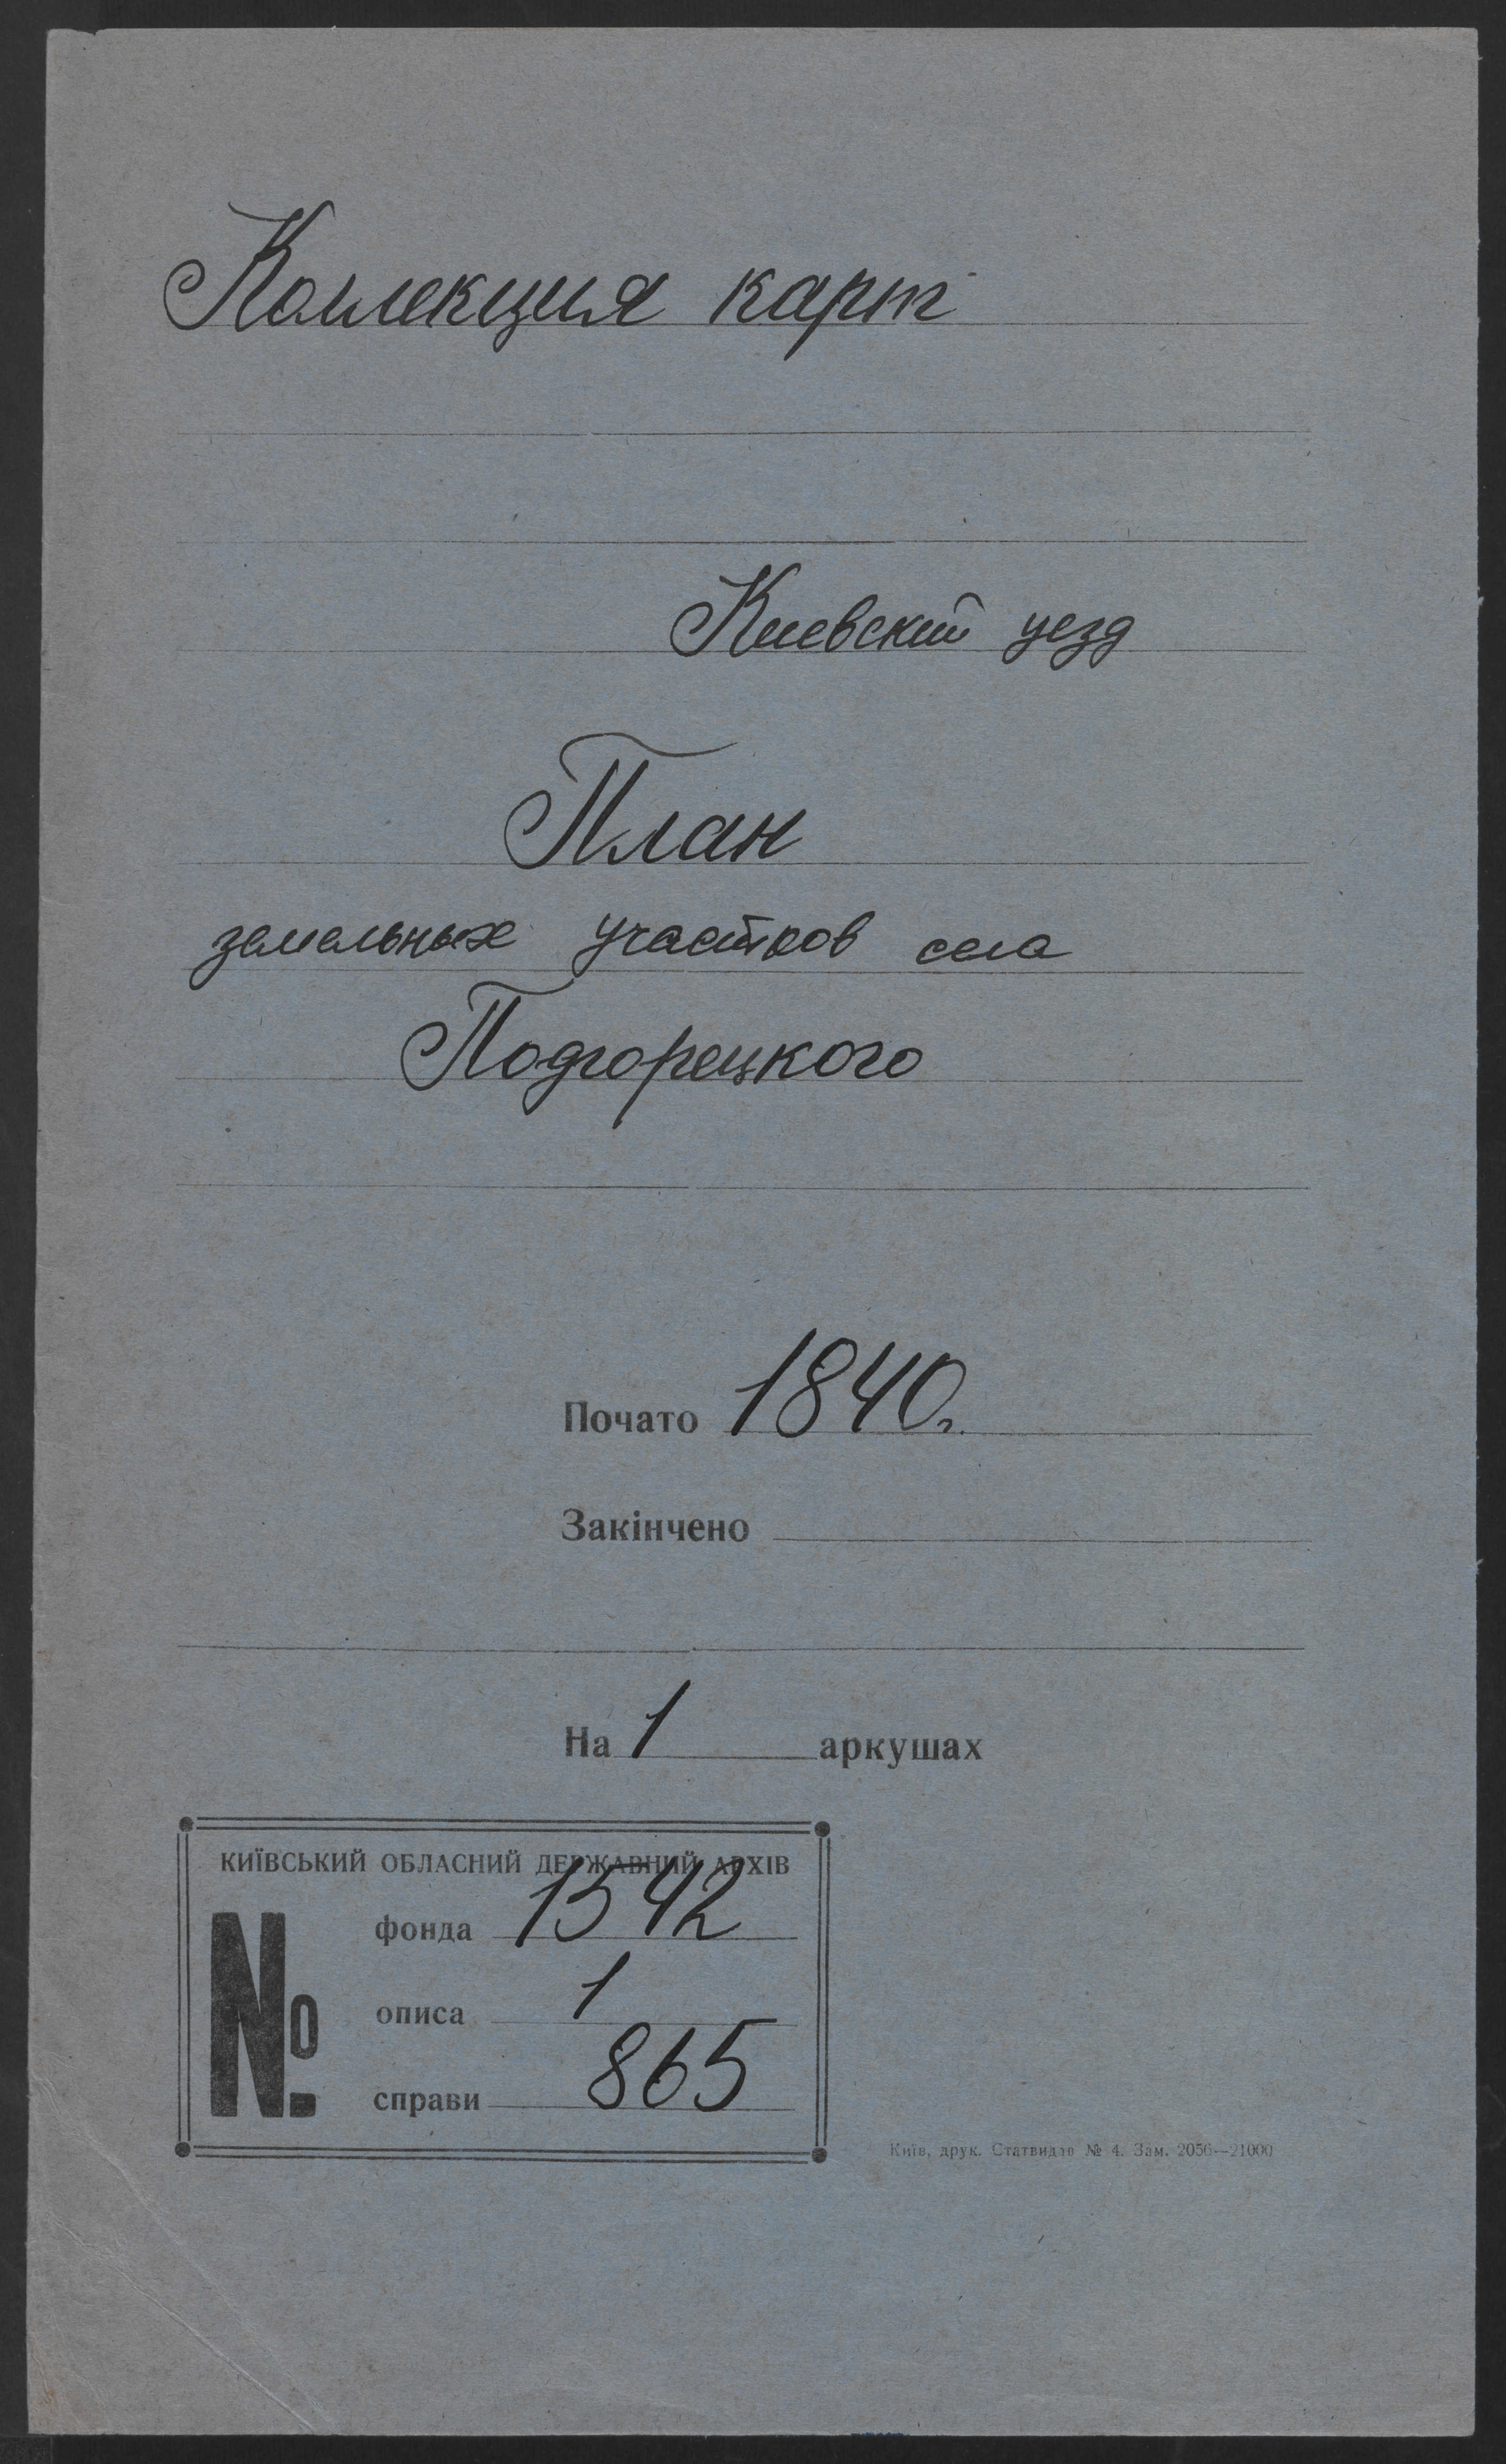 Коллекция карт
Киевский уезд
План
земельных участков села
Подгорецкого
Почато 1840г.
Закінчено
На 1 аркушах
КИЇВСЬКИЙ ОБЛАСНИЙ ДЕРЖАВНИЙ АРХІВ
№
фонда 1542
описа 1
справи 865
Київ, друк. Статвидав № 4. Зам. 2056—21000